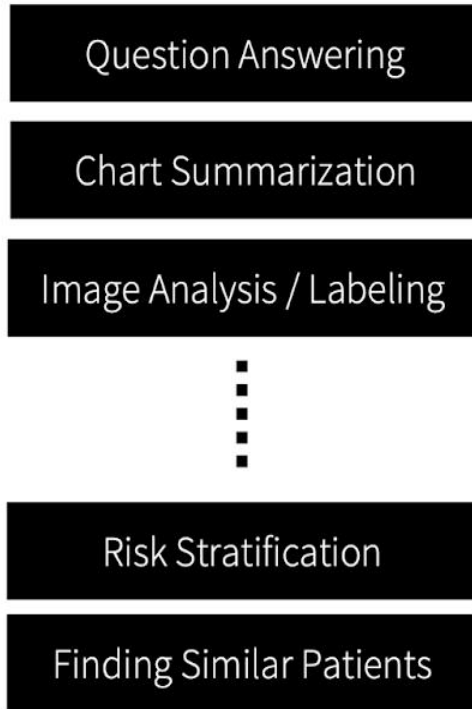 Question Answering
Chart Summarization
Image Analysis / Labeling
Risk Stratification
Finding Similar Patients